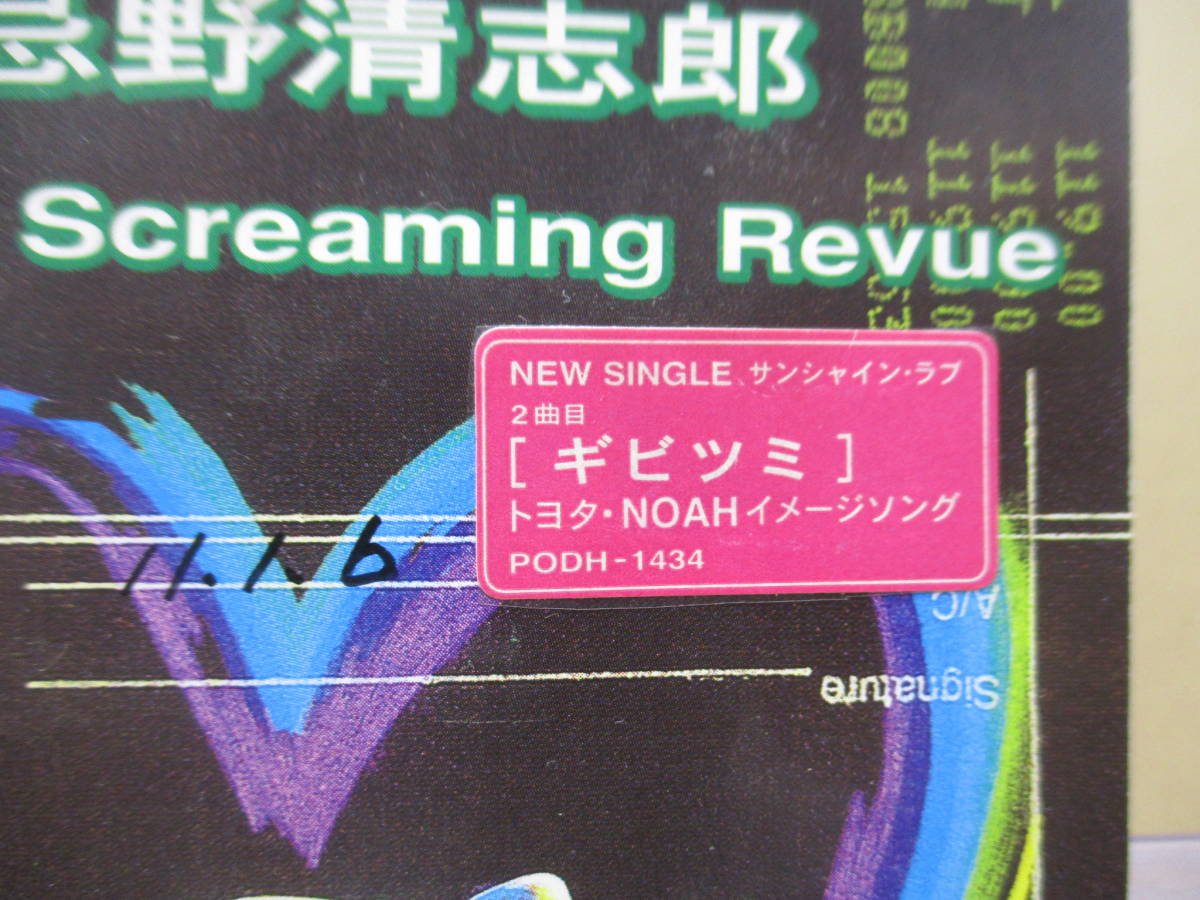 忌野清志郎
Screaming Revue
NEW SINGLE サンシャイン・ラブ
2曲目
[ギビツミ]
トヨタ・NOAHイメージソング
PODH-1434
11.1.6
A/C
Signature